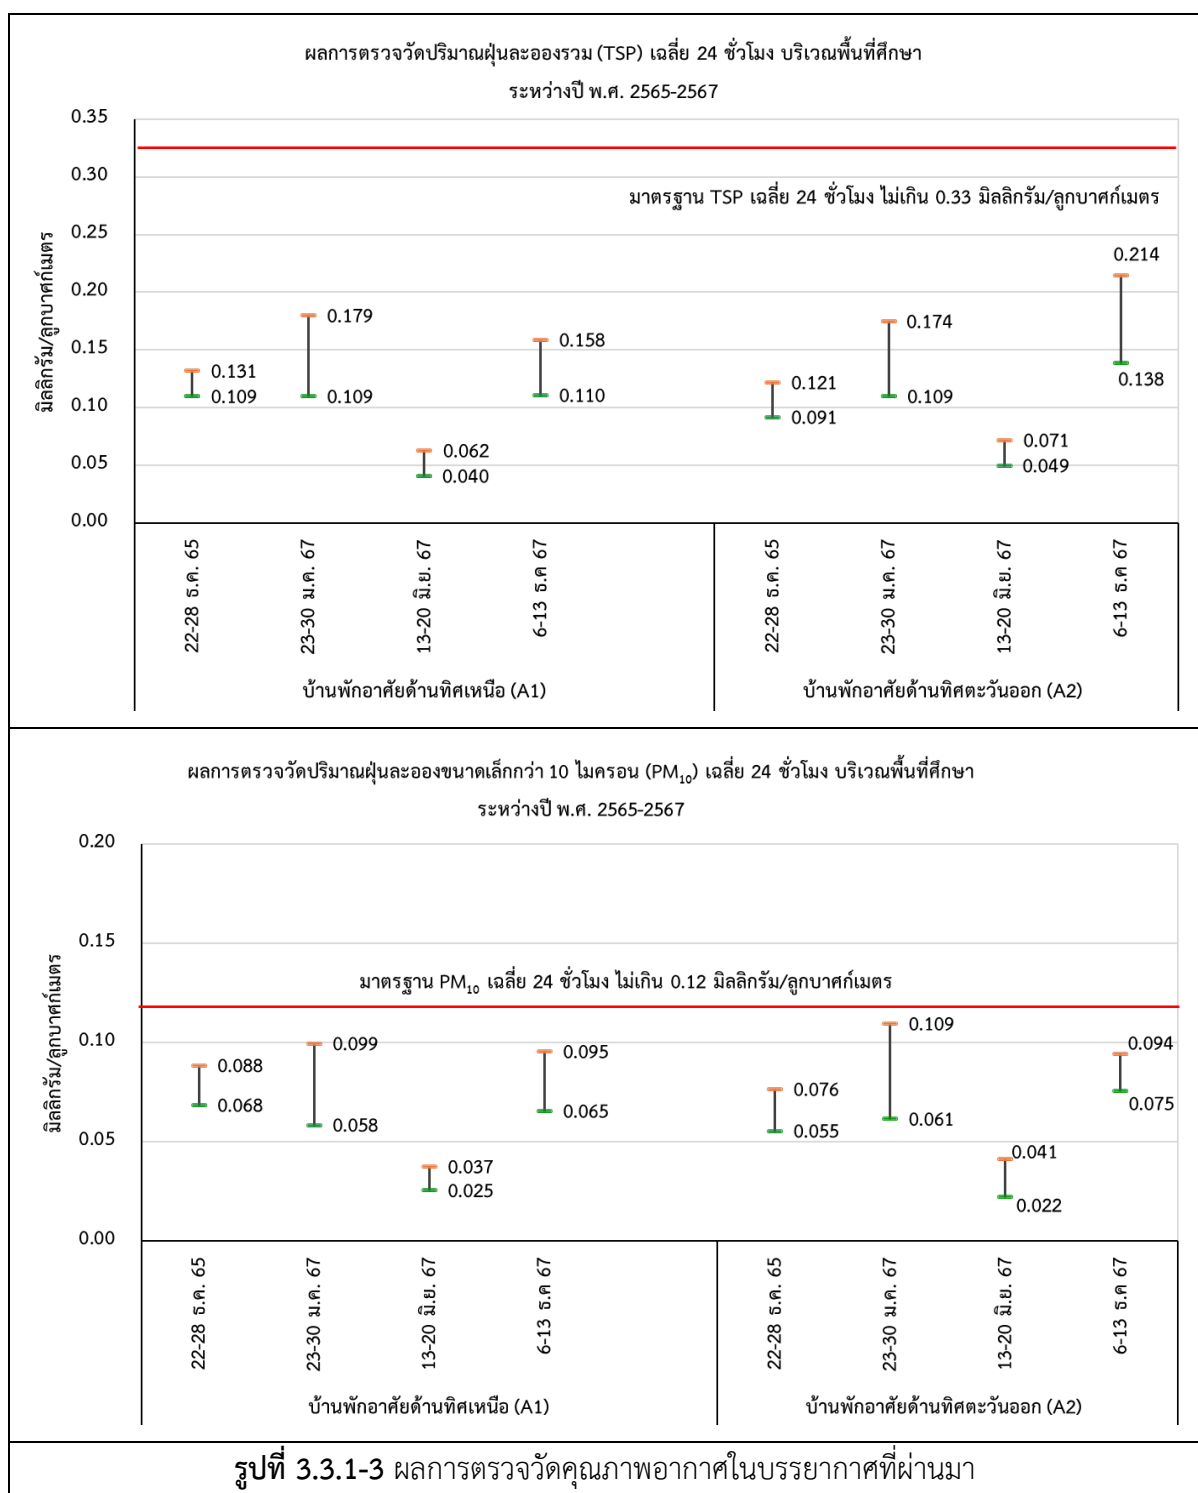 ผลการตรวจวัดปริมาณฝุ่นละอองรวม (TSP) เฉลี่ย 24 ชั่วโมง บริเวณพื้นที่ศึกษา
ระหว่างปี พ.ศ. 2565-2567
มิลลิกรัม/ลูกบาศก์เมตร
0.35
0.30
0.25
0.20
0.15
0.10
0.05
0.00
มาตรฐาน TSP เฉลี่ย 24 ชั่วโมง ไม่เกิน 0.33 มิลลิกรัม/ลูกบาศก์เมตร
0.131
0.109
0.179
0.109
0.062
0.040
0.158
0.110
0.121
0.091
0.174
0.109
0.071
0.049
0.214
0.138
22-28 ธ.ค. 65
23-30 ม.ค. 67
13-20 มิ.ย. 67
6-13 ธ.ค 67
22-28 ธ.ค. 65
23-30 ม.ค. 67
13-20 มิ.ย. 67
6-13 ธ.ค 67
บ้านพักอาศัยด้านทิศเหนือ (A1)
บ้านพักอาศัยด้านทิศตะวันออก (A2)
ผลการตรวจวัดปริมาณฝุ่นละอองขนาดเล็กกว่า 10 ไมครอน (PM₁₀) เฉลี่ย 24 ชั่วโมง บริเวณพื้นที่ศึกษา
ระหว่างปี พ.ศ. 2565-2567
มิลลิกรัม/ลูกบาศก์เมตร
0.20
0.15
0.10
0.05
0.00
มาตรฐาน PM₁₀ เฉลี่ย 24 ชั่วโมง ไม่เกิน 0.12 มิลลิกรัม/ลูกบาศก์เมตร
0.088
0.068
0.099
0.058
0.037
0.025
0.095
0.065
0.076
0.055
0.109
0.061
0.041
0.022
0.094
0.075
22-28 ธ.ค. 65
23-30 ม.ค. 67
13-20 มิ.ย. 67
6-13 ธ.ค 67
22-28 ธ.ค. 65
23-30 ม.ค. 67
13-20 มิ.ย. 67
6-13 ธ.ค 67
บ้านพักอาศัยด้านทิศเหนือ (A1)
บ้านพักอาศัยด้านทิศตะวันออก (A2)
รูปที่ 3.3.1-3 ผลการตรวจวัดคุณภาพอากาศในบรรยากาศที่ผ่านมา